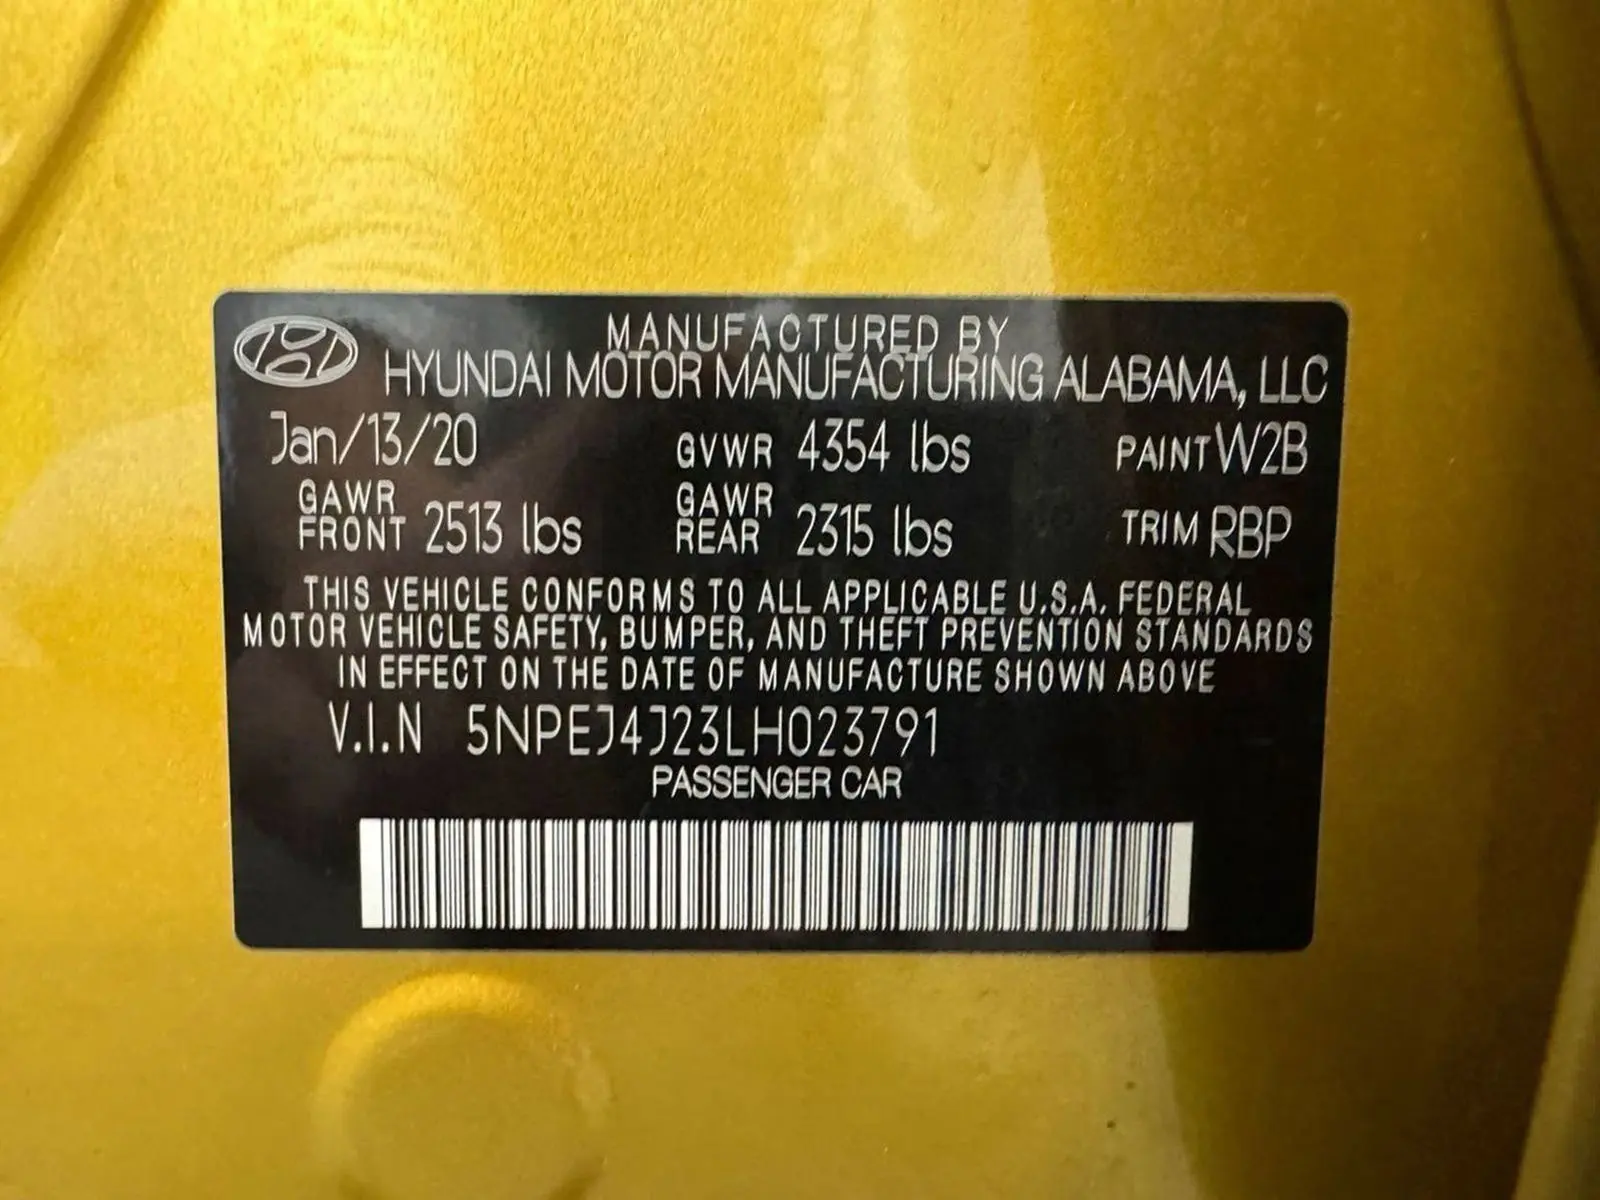 MANUFACTURED BY
HYUNDAI MOTOR MANUFACTURING ALABAMA, LLC
Jan/13/20 GVWR 4354 lbs PAINT W2B
GAWR FRONT 2513 lbs GAWR REAR 2315 lbs TRIM RBP
THIS VEHICLE CONFORMS TO ALL APPLICABLE U.S.A. FEDERAL
MOTOR VEHICLE SAFETY, BUMPER, AND THEFT PREVENTION STANDARDS
IN EFFECT ON THE DATE OF MANUFACTURE SHOWN ABOVE
V.I.N 5NPEJ4J23LH023791
PASSENGER CAR